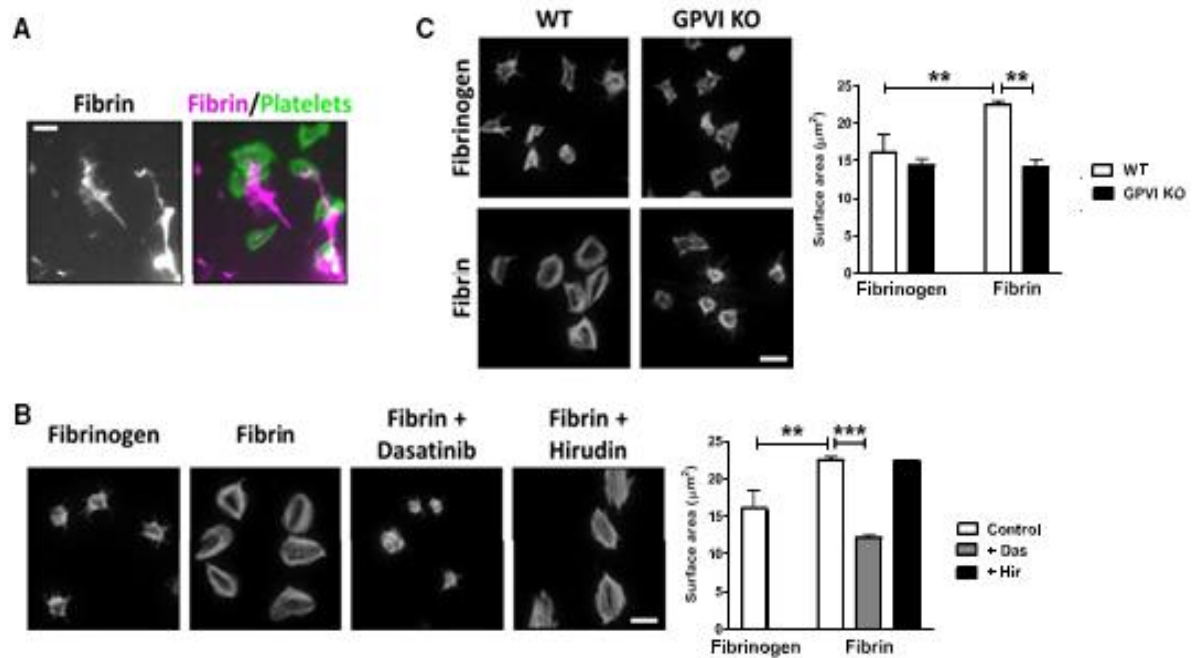 A
Fibrin
Fibrin/Platelets
C
WT
GPVI KO
Fibrinogen
Fibrin
**
**
25
20
15
10
5
0
Surface area (μm²)
Fibrinogen
Fibrin
WT
GPVI KO
B
Fibrinogen
Fibrin
Fibrin +
Dasatinib
Fibrin +
Hirudin
**
***
25
20
15
10
5
0
Surface area (μm²)
Fibrinogen
Fibrin
Control
+ Das
+ Hir